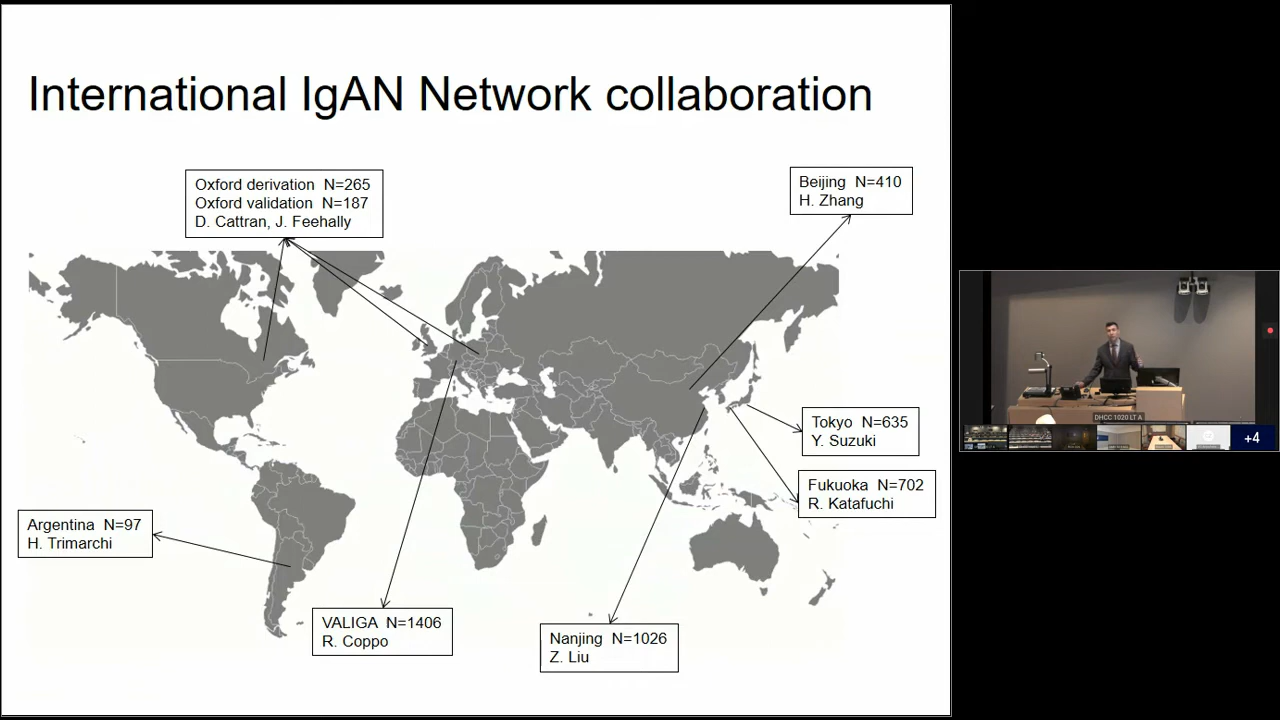 International IgAN Network collaboration
Oxford derivation N=265
Oxford validation N=187
D. Cattran, J. Feehally
Beijing N=410
H. Zhang
Tokyo N=635
Y. Suzuki
Fukuoka N=702
R. Katafuchi
Argentina N=97
H. Trimarchi
VALIGA N=1406
R. Coppo
Nanjing N=1026
Z. Liu
DHCC 1020 LT A
+4